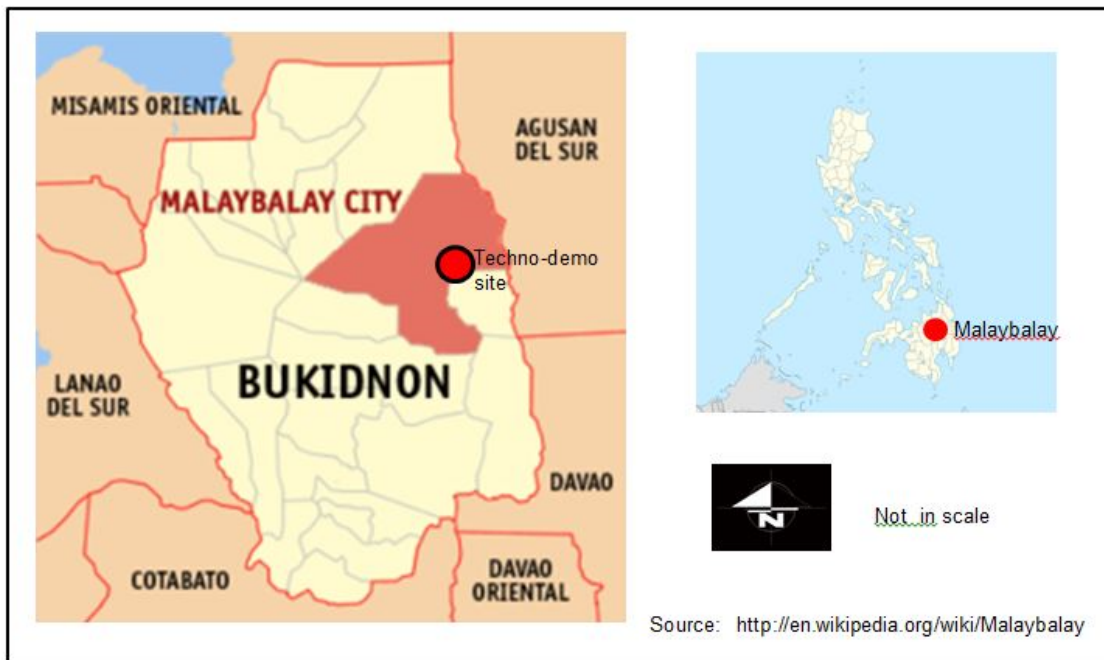 MISAMIS ORIENTAL
AGUSAN
DEL SUR
MALAYBALAY CITY
Techno-demo
site
BUKIDNON
LANAO
DEL SUR
DAVAO
COTABATO
DAVAO
ORIENTAL
Malaybalay
N
Not in scale
Source: http://en.wikipedia.org/wiki/Malaybalay